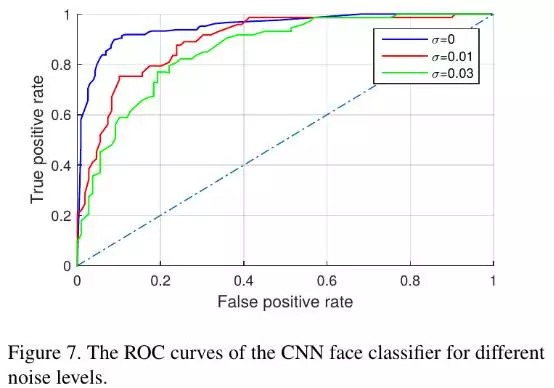 1
0.8
0.6
0.4
0.2
0
True positive rate
σ=0
σ=0.01
σ=0.03
0 0.2 0.4 0.6 0.8 1
False positive rate
Figure 7. The ROC curves of the CNN face classifier for different
noise levels.